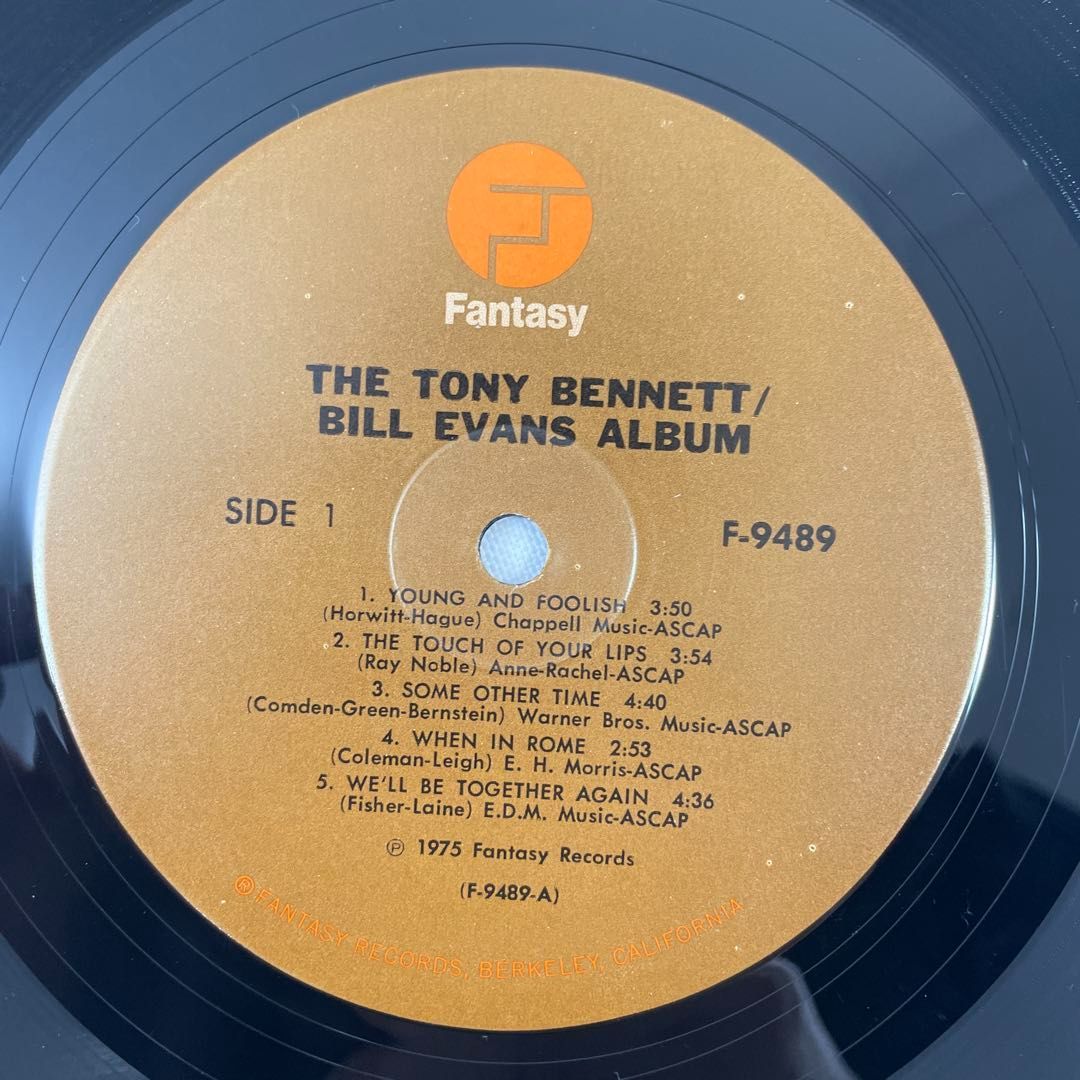 Fantasy
THE TONY BENNETT/
BILL EVANS ALBUM
SIDE 1
F-9489
1. YOUNG AND FOOLISH 3:50
(Horwitt-Hague) Chappell Music-ASCAP
2. THE TOUCH OF YOUR LIPS 3:54
(Ray Noble) Anne-Rachel-ASCAP
3. SOME OTHER TIME 4:40
(Comden-Green-Bernstein) Warner Bros. Music-ASCAP
4. WHEN IN ROME 2:53
(Coleman-Leigh) E. H. Morris-ASCAP
5. WE'LL BE TOGETHER AGAIN 4:36
(Fisher-Laine) E.D.M. Music-ASCAP
℗ 1975 Fantasy Records
(F-9489-A)
® FANTASY RECORDS, BERKELEY, CALIFORNIA